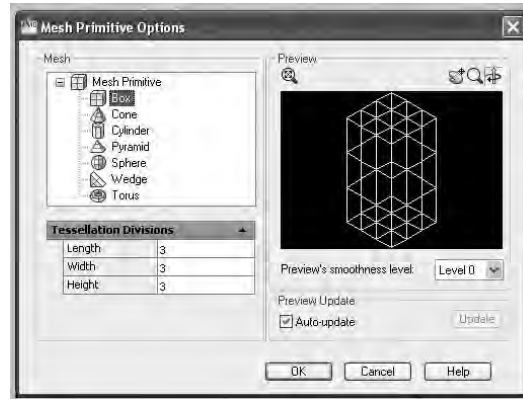 Mesh Primitive Options
Mesh
Mesh Primitive
Box
Cone
Cylinder
Pyramid
Sphere
Wedge
Torus
Tessellation Divisions
Length 3
Width 3
Height 3
Preview
Preview's smoothness level: Level 0
Preview Update
Auto-update
Update
OK Cancel Help